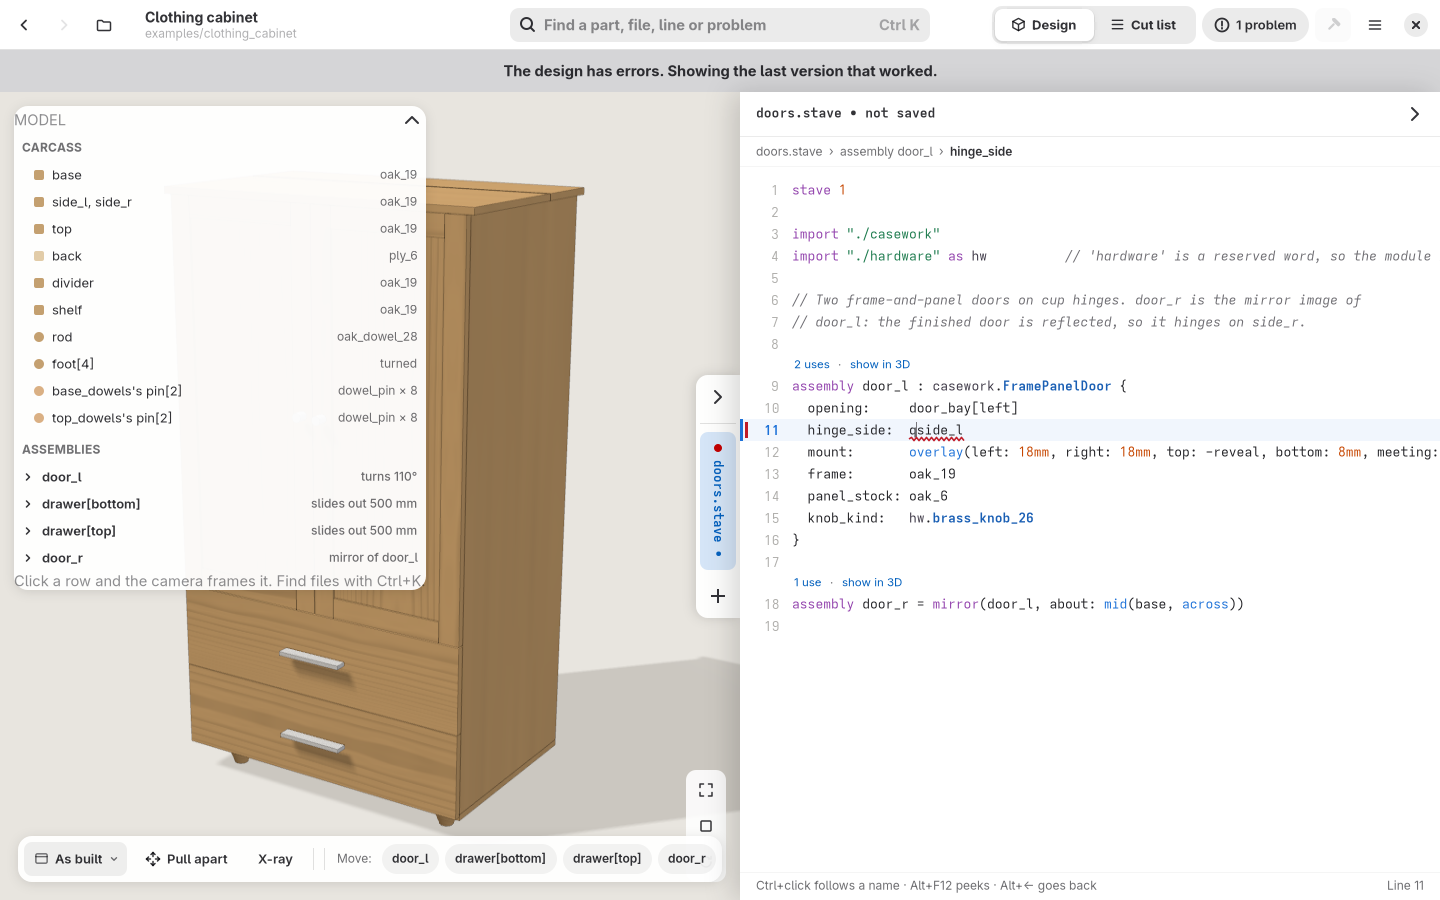 Clothing cabinet
examples/clothing_cabinet
Find a part, file, line or problem
Ctrl K
Design
Cut list
1 problem
The design has errors. Showing the last version that worked.
MODEL
CARCASS
base oak_19
side_l, side_r oak_19
top oak_19
back ply_6
divider oak_19
shelf oak_19
rod oak_dowel_28
foot[4] turned
base_dowels's pin[2] dowel_pin × 8
top_dowels's pin[2] dowel_pin × 8
ASSEMBLIES
door_l turns 110°
drawer[bottom] slides out 500 mm
drawer[top] slides out 500 mm
door_r mirror of door_l
Click a row and the camera frames it. Find files with Ctrl+K.
As built
Pull apart
X-ray
Move:
door_l
drawer[bottom]
drawer[top]
door_r
doors.stave •
doors.stave • not saved
doors.stave › assembly door_l › hinge_side
1 stave 1
2
3 import "./casework"
4 import "./hardware" as hw // 'hardware' is a reserved word, so the module
5
6 // Two frame-and-panel doors on cup hinges. door_r is the mirror image of
7 // door_l: the finished door is reflected, so it hinges on side_r.
8
2 uses · show in 3D
9 assembly door_l : casework.FramePanelDoor {
10 opening: door_bay[left]
11 hinge_side: qside_l
12 mount: overlay(left: 18mm, right: 18mm, top: -reveal, bottom: 8mm, meeting:
13 frame: oak_19
14 panel_stock: oak_6
15 knob_kind: hw.brass_knob_26
16 }
17
1 use · show in 3D
18 assembly door_r = mirror(door_l, about: mid(base, across))
19
Ctrl+click follows a name · Alt+F12 peeks · Alt+← goes back
Line 11